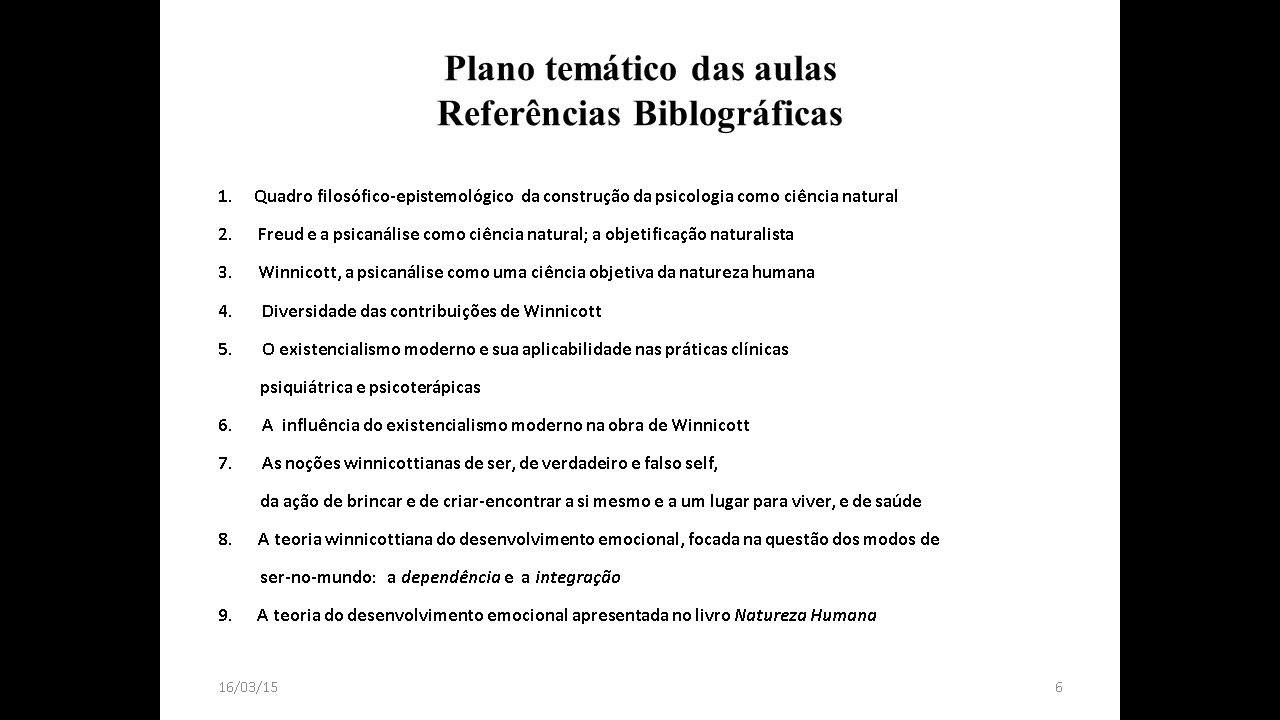 Plano temático das aulas
Referências Biblográficas
1. Quadro filosófico-epistemológico da construção da psicologia como ciência natural
2. Freud e a psicanálise como ciência natural; a objetificação naturalista
3. Winnicott, a psicanálise como uma ciência objetiva da natureza humana
4. Diversidade das contribuições de Winnicott
5. O existencialismo moderno e sua aplicabilidade nas práticas clínicas
psiquiátrica e psicoterápicas
6. A influência do existencialismo moderno na obra de Winnicott
7. As noções winnicottianas de ser, de verdadeiro e falso self,
da ação de brincar e de criar-encontrar a si mesmo e a um lugar para viver, e de saúde
8. A teoria winnicottiana do desenvolvimento emocional, focada na questão dos modos de
ser-no-mundo: a dependência e a integração
9. A teoria do desenvolvimento emocional apresentada no livro Natureza Humana
16/03/15
6